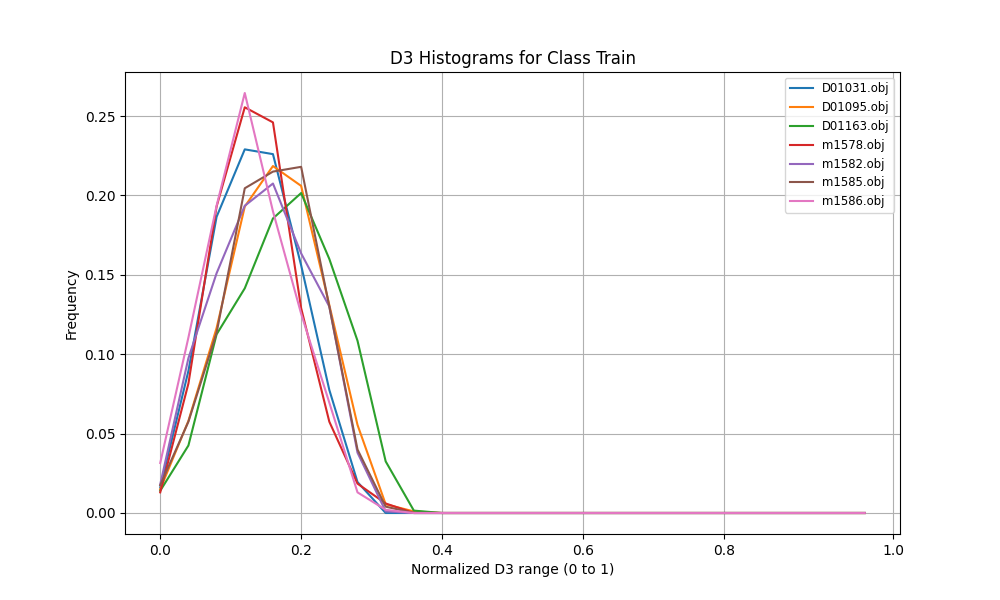 D3 Histograms for Class Train
D01031.obj
D01095.obj
D01163.obj
m1578.obj
m1582.obj
m1585.obj
m1586.obj
Frequency
0.25
0.20
0.15
0.10
0.05
0.00
0.0 0.2 0.4 0.6 0.8 1.0
Normalized D3 range (0 to 1)